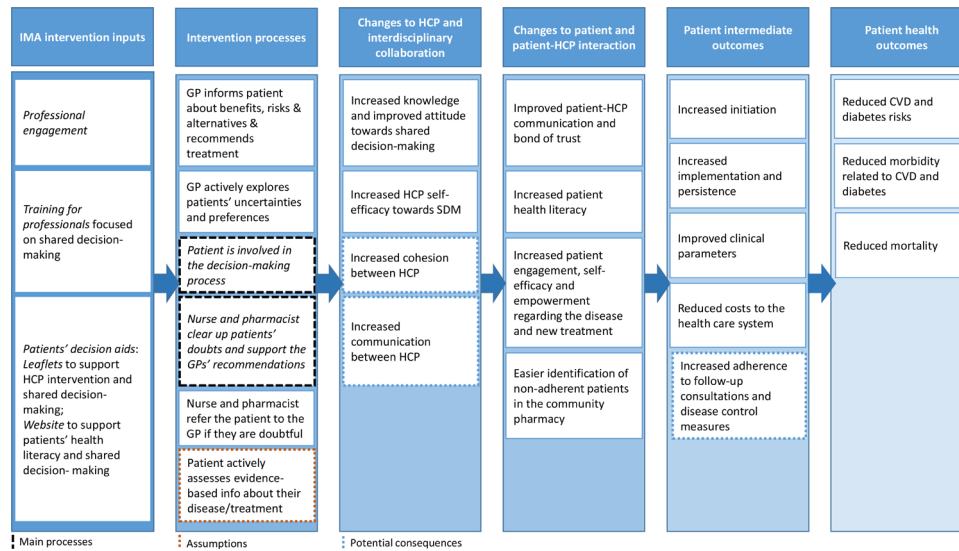 IMA intervention inputs
Professional
engagement
Training for
professionals focused
on shared decision-
making
Patients’ decision aids:
Leaflets to support
HCP intervention and
shared decision-
making;
Website to support
patients’ health
literacy and shared
decision- making
Intervention processes
GP informs patient
about benefits, risks &
alternatives &
recommends
treatment
GP actively explores
patients’ uncertainties
and preferences
Patient is involved in
the decision-making
process
Nurse and pharmacist
clear up patients’
doubts and support the
GPs’ recommendations
Nurse and pharmacist
refer the patient to the
GP if they are doubtful
Patient actively
assesses evidence-
based info about their
disease/treatment
Changes to HCP and
interdisciplinary
collaboration
Increased knowledge
and improved attitude
towards shared
decision-making
Increased HCP self-
efficacy towards SDM
Increased cohesion
between HCP
Increased
communication
between HCP
Changes to patient and
patient-HCP interaction
Improved patient-HCP
communication and
bond of trust
Increased patient
health literacy
Increased patient
engagement, self-
efficacy and
empowerment
regarding the disease
and new treatment
Easier identification of
non-adherent patients
in the community
pharmacy
Patient intermediate
outcomes
Increased initiation
Increased
implementation and
persistence
Improved clinical
parameters
Reduced costs to the
health care system
Increased adherence
to follow-up
consultations and
disease control
measures
Patient health
outcomes
Reduced CVD and
diabetes risks
Reduced morbidity
related to CVD and
diabetes
Reduced mortality
Main processes
Assumptions
Potential consequences